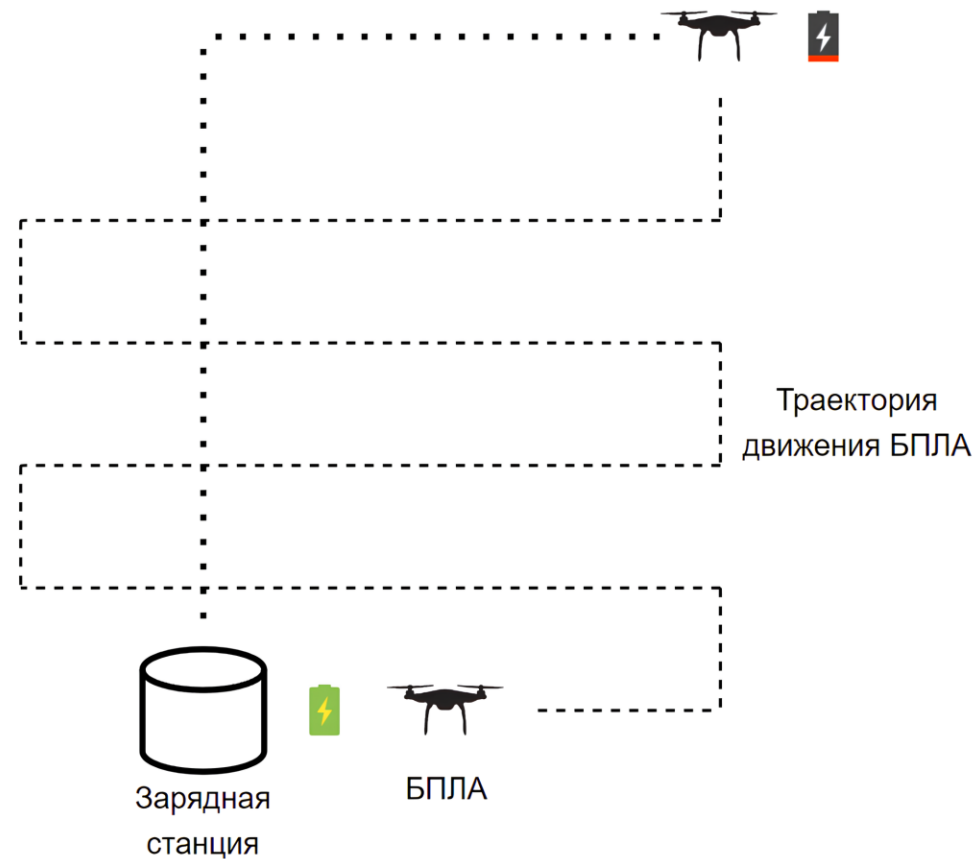 Траектория
движения БПЛА
БПЛА
Зарядная
станция